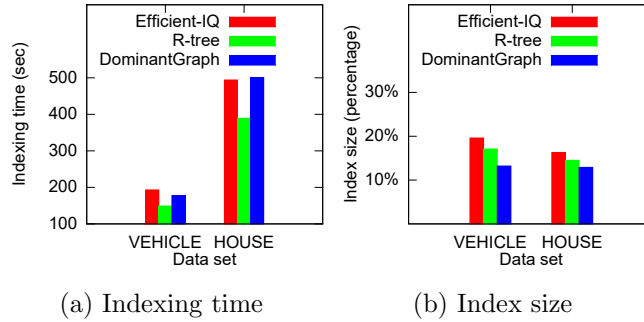 Efficient-IQ
R-tree
DominantGraph
Indexing time (sec)
500
400
300
200
100
VEHICLE HOUSE
Data set
(a) Indexing time
Efficient-IQ
R-tree
DominantGraph
Index size (percentage)
30%
20%
10%
VEHICLE HOUSE
Data set
(b) Index size